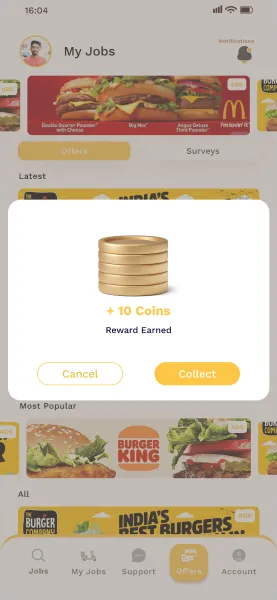 16:04
Notifications
My Jobs
Double Quarter Pounder
with Cheese
Big Mac
Angus Deluxe
Third Pounder
i'm lovin' it
Offers
Surveys
Latest
INDIA'S
+ 10 Coins
Reward Earned
Cancel
Collect
Most Popular
BURGER
KING
All
THE
BURGER
COMPANY
INDIA'S
BEST BURGERS
Jobs
My Jobs
Support
Offers
Account